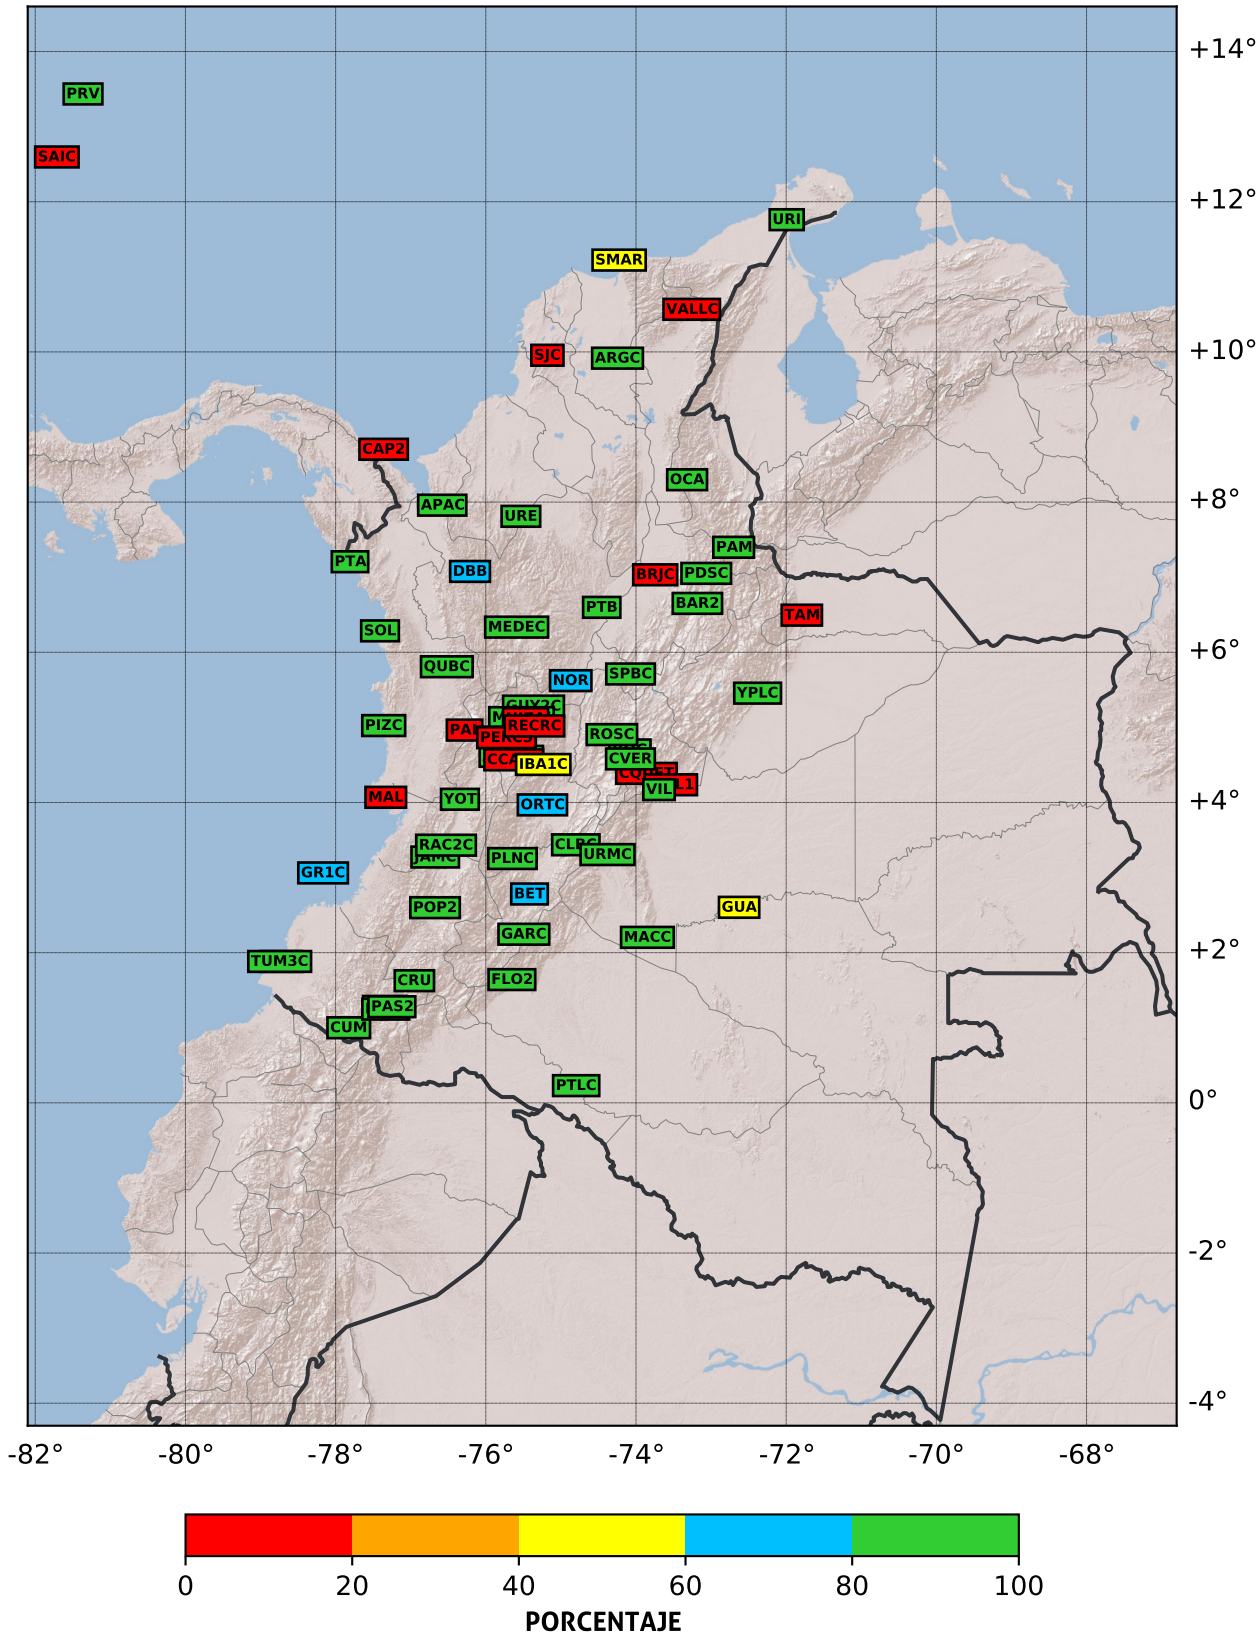 +14°
PRV
SAIC
+12°
URI
SMAR
VALLC
+10°
SJC
ARGC
CAP2
OCA
+8°
APAC
URE
PAM
PTA
DBB
BRJC
PDSC
PTB
BAR2
TAM
SOL
MEDEC
+6°
QUBC
NOR
SPBC
YPLC
GUY2C
PIZC
RECRC
ROSC
CVER
IBA1C
VIL
MAL
YOT
ORTC
+4°
RAC2C
JAMC
PLNC
URMC
GR1C
BET
POP2
GUA
GARC
MACC
+2°
TUM3C
CRU
FLO2
PAS2
CUM
PTLC
0°
-2°
-4°
-82° -80° -78° -76° -74° -72° -70° -68°
0 20 40 60 80 100
PORCENTAJE